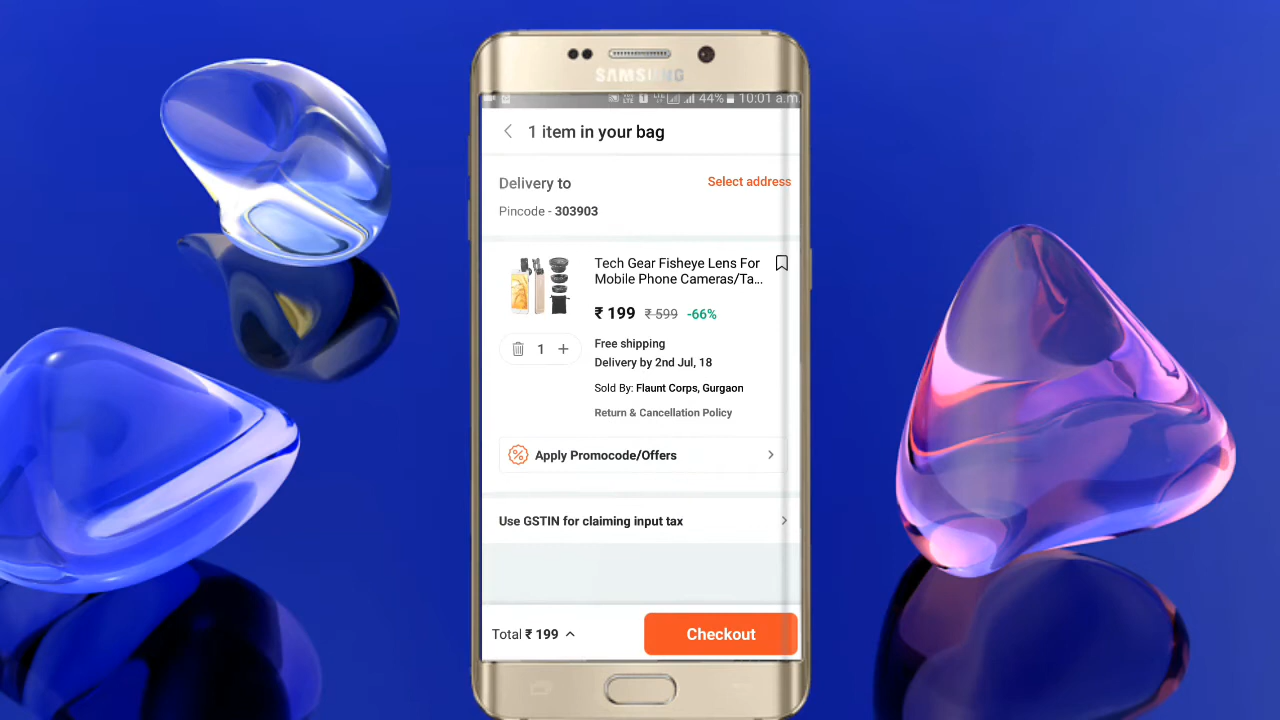 SAMSUNG
44% 10:01 a.m.
1 item in your bag
Delivery to
Select address
Pincode - 303903
Tech Gear Fisheye Lens For
Mobile Phone Cameras/Ta...
₹ 199 ₹ 599 -66%
1
Free shipping
Delivery by 2nd Jul, 18
Sold By: Flaunt Corps, Gurgaon
Return & Cancellation Policy
Apply Promocode/Offers
Use GSTIN for claiming input tax
Total ₹ 199
Checkout